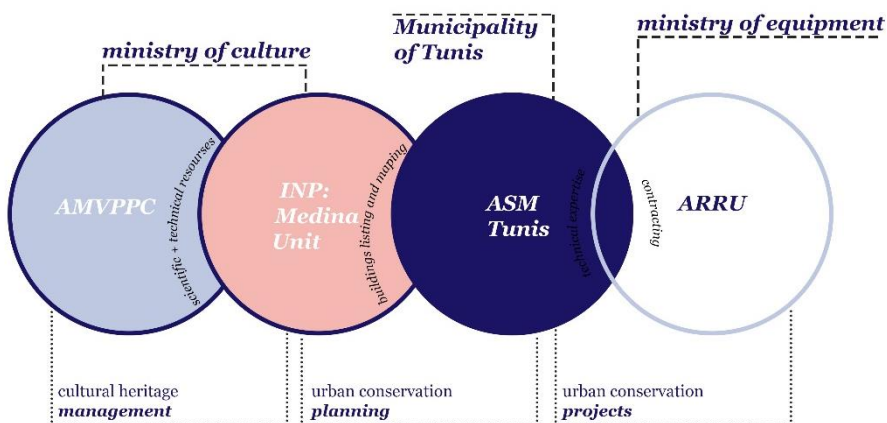 ministry of culture
Municipality
of Tunis
ministry of equipment
AMVPPC
scientific + technical resourses
INP:
Medina
Unit
buildings listing and maping
ASM
Tunis
technical expertise
contracting
ARRU
cultural heritage
management
urban conservation
planning
urban conservation
projects